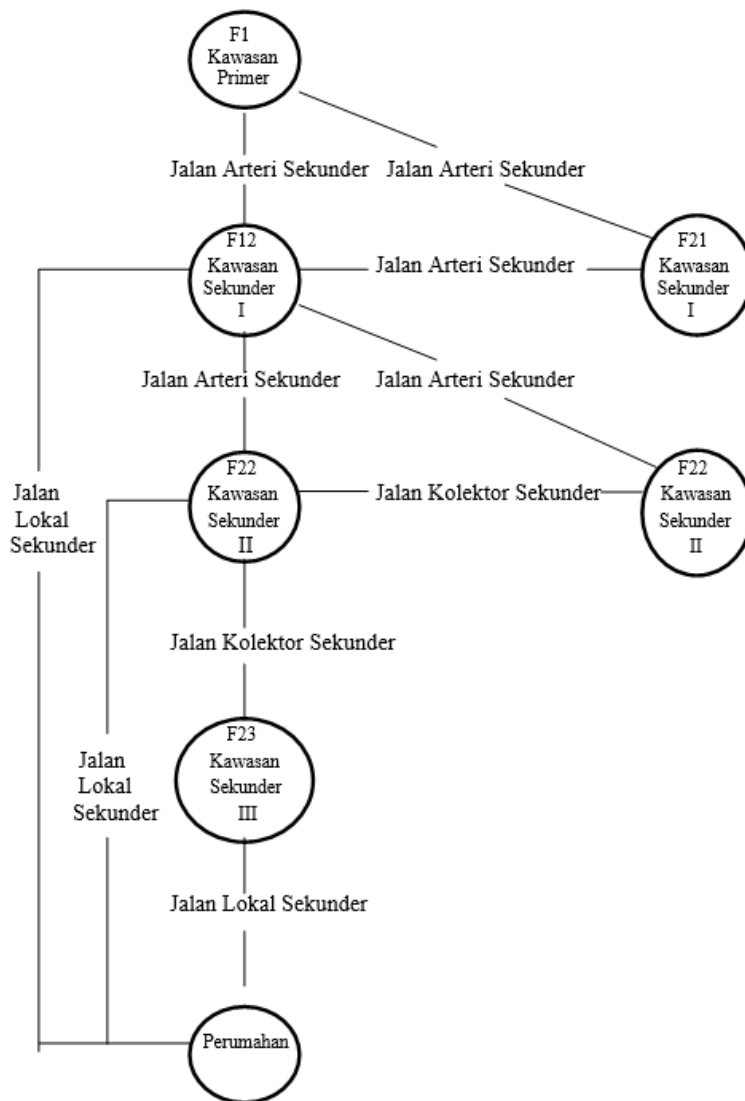 F1
Kawasan
Primer
Jalan Arteri Sekunder
Jalan Arteri Sekunder
F12
Kawasan
Sekunder
I
Jalan Arteri Sekunder
F21
Kawasan
Sekunder
I
Jalan Arteri Sekunder
Jalan Arteri Sekunder
F22
Kawasan
Sekunder
II
Jalan Kolektor Sekunder
F22
Kawasan
Sekunder
II
Jalan
Lokal
Sekunder
Jalan Kolektor Sekunder
F23
Kawasan
Sekunder
III
Jalan
Lokal
Sekunder
Jalan Lokal Sekunder
Perumahan